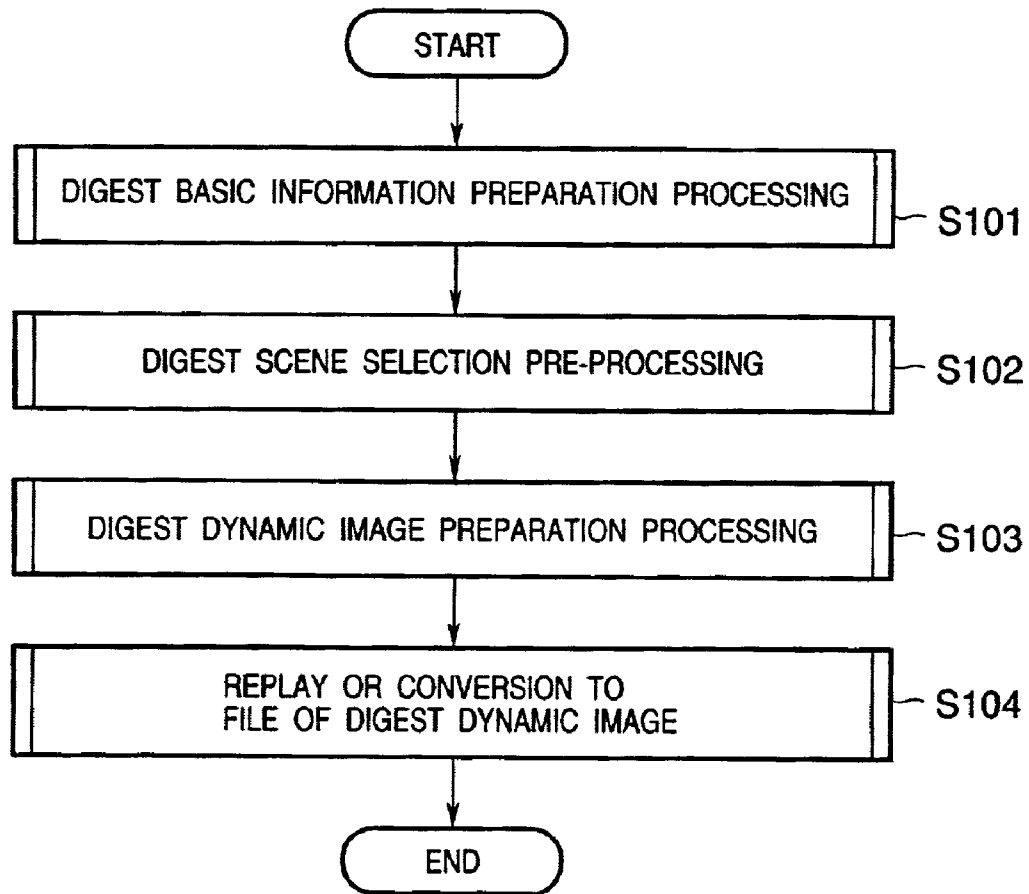 START
DIGEST BASIC INFORMATION PREPARATION PROCESSING
S101
DIGEST SCENE SELECTION PRE-PROCESSING
S102
DIGEST DYNAMIC IMAGE PREPARATION PROCESSING
S103
REPLAY OR CONVERSION TO
FILE OF DIGEST DYNAMIC IMAGE
S104
END